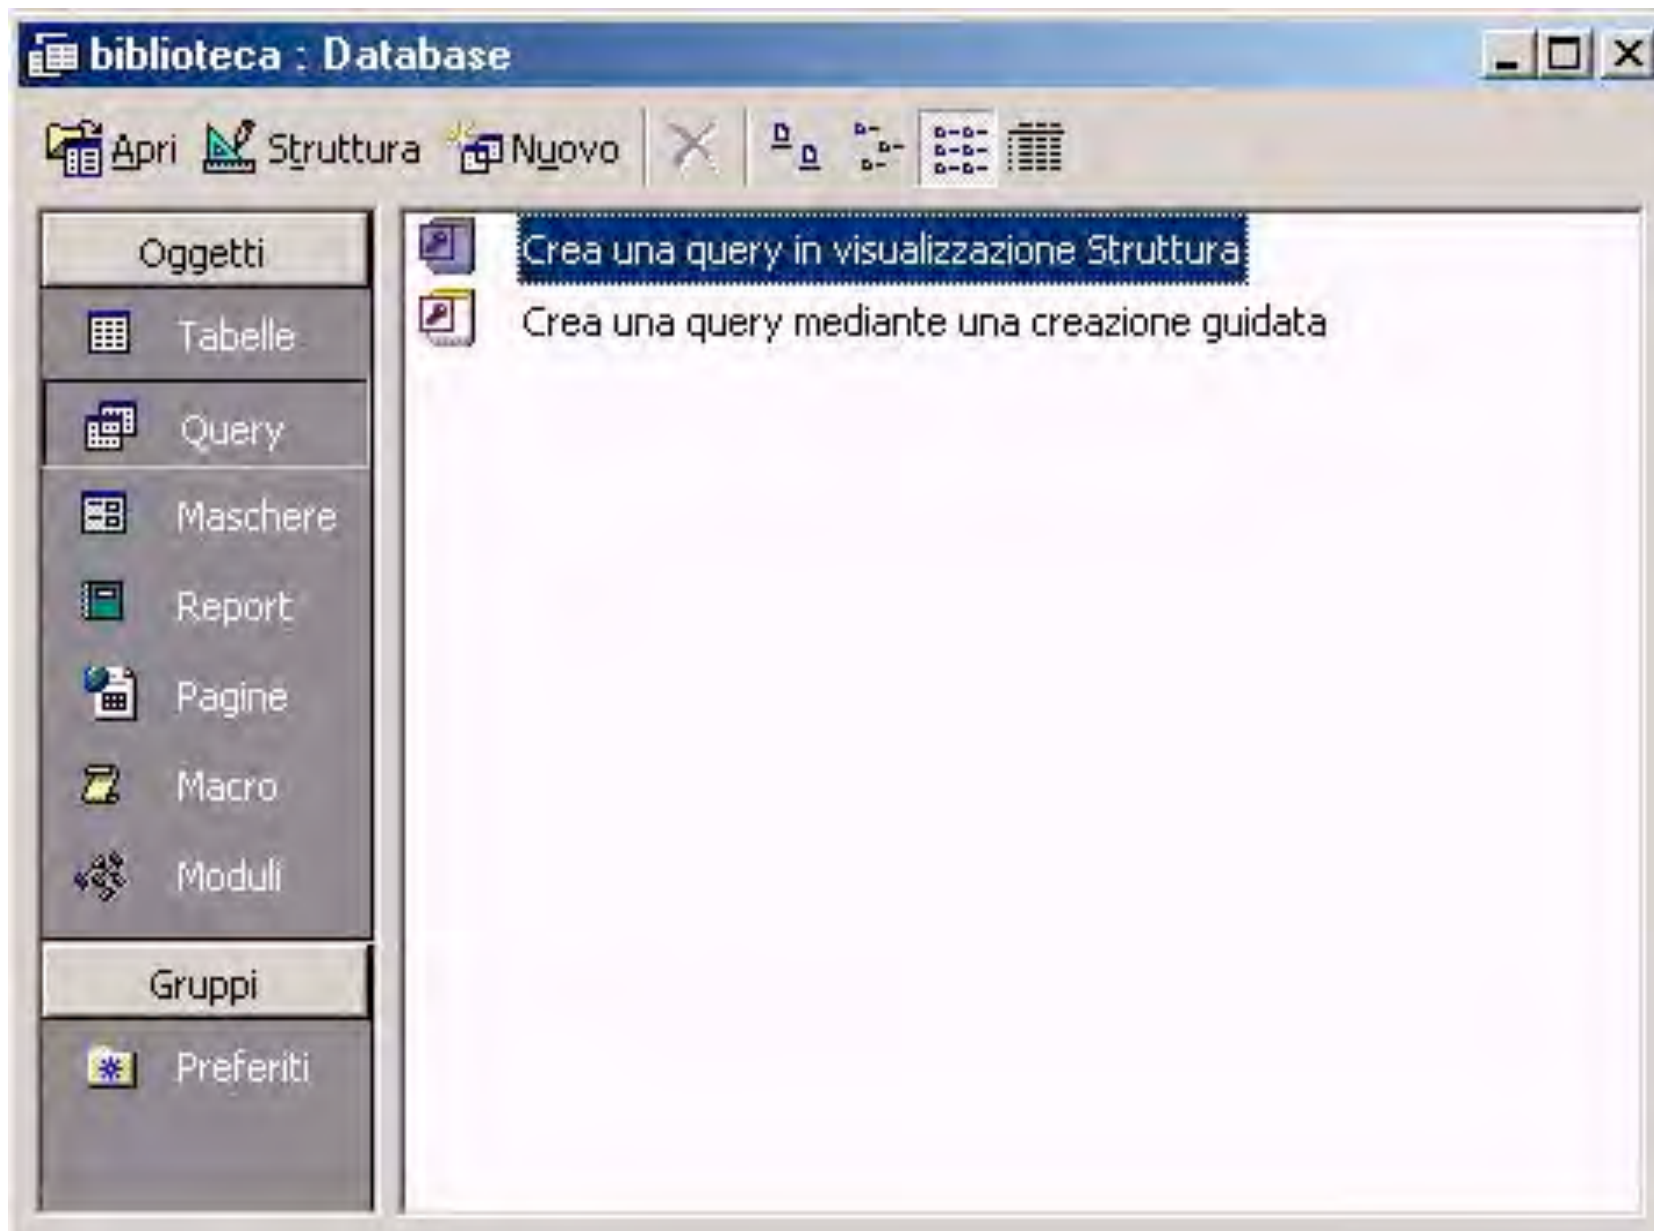 biblioteca : Database
Apri Struttura Nuovo
Oggetti
Tabelle
Query
Maschere
Report
Pagine
Macro
Moduli
Gruppi
Preferiti
Crea una query in visualizzazione Struttura
Crea una query mediante una creazione guidata